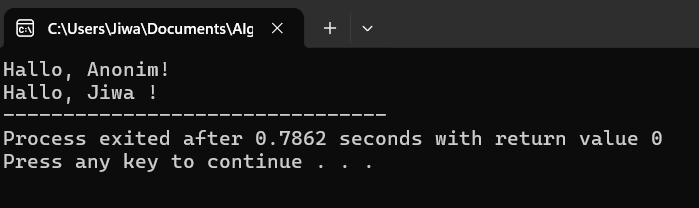 C:\Users\Jiwa\Documents\Alg
Hallo, Anonim!
Hallo, Jiwa !
--------------------------------
Process exited after 0.7862 seconds with return value 0
Press any key to continue . . .